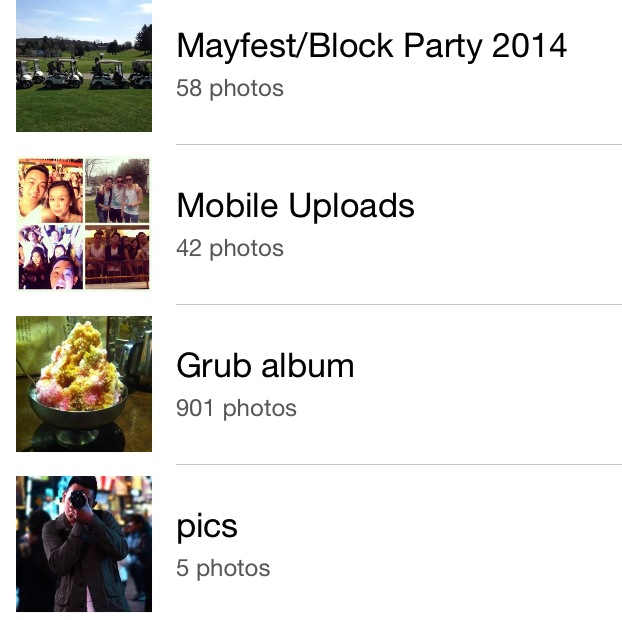 Mayfest/Block Party 2014
58 photos
Mobile Uploads
42 photos
Grub album
901 photos
pics
5 photos